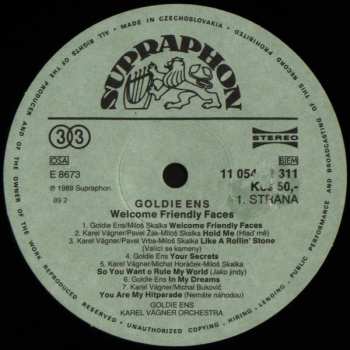 MADE IN CZECHOSLOVAKIA
ALL RIGHTS OF THE PRODUCER AND OF THE OWNER OF THE WORK REPRODUCED RESERVED
UNAUTHORIZED COPYING - HIRING - LENDING - PUBLIC PERFORMANCE AND BROADCASTING OF THIS RECORD PROHIBITED
SUPRAPHON
33
STEREO
OSA
BIEM
E 8673
11 054 311
Kčs 50,-
℗ 1989 Supraphon
1. STRANA
89 2
GOLDIE ENS
Welcome Friendly Faces
1. Goldie Ens/Miloš Skalka Welcome Friendly Faces
2. Karel Vágner/Pavel Žák-Miloš Skalka Hold Me (Hlaď mě)
3. Karel Vágner/Pavel Vrba-Miloš Skalka Like A Rollin' Stone
(Válící se kameny)
4. Goldie Ens Your Secrets
5. Karel Vágner/Michal Horáček-Miloš Skalka
So You Want o Rule My World (Jako jindy)
6. Goldie Ens In My Dreams
7. Karel Vágner/Michal Bukovič
You Are My Hitparade (Nemáte náhodou)
GOLDIE ENS
KAREL VÁGNER ORCHESTRA